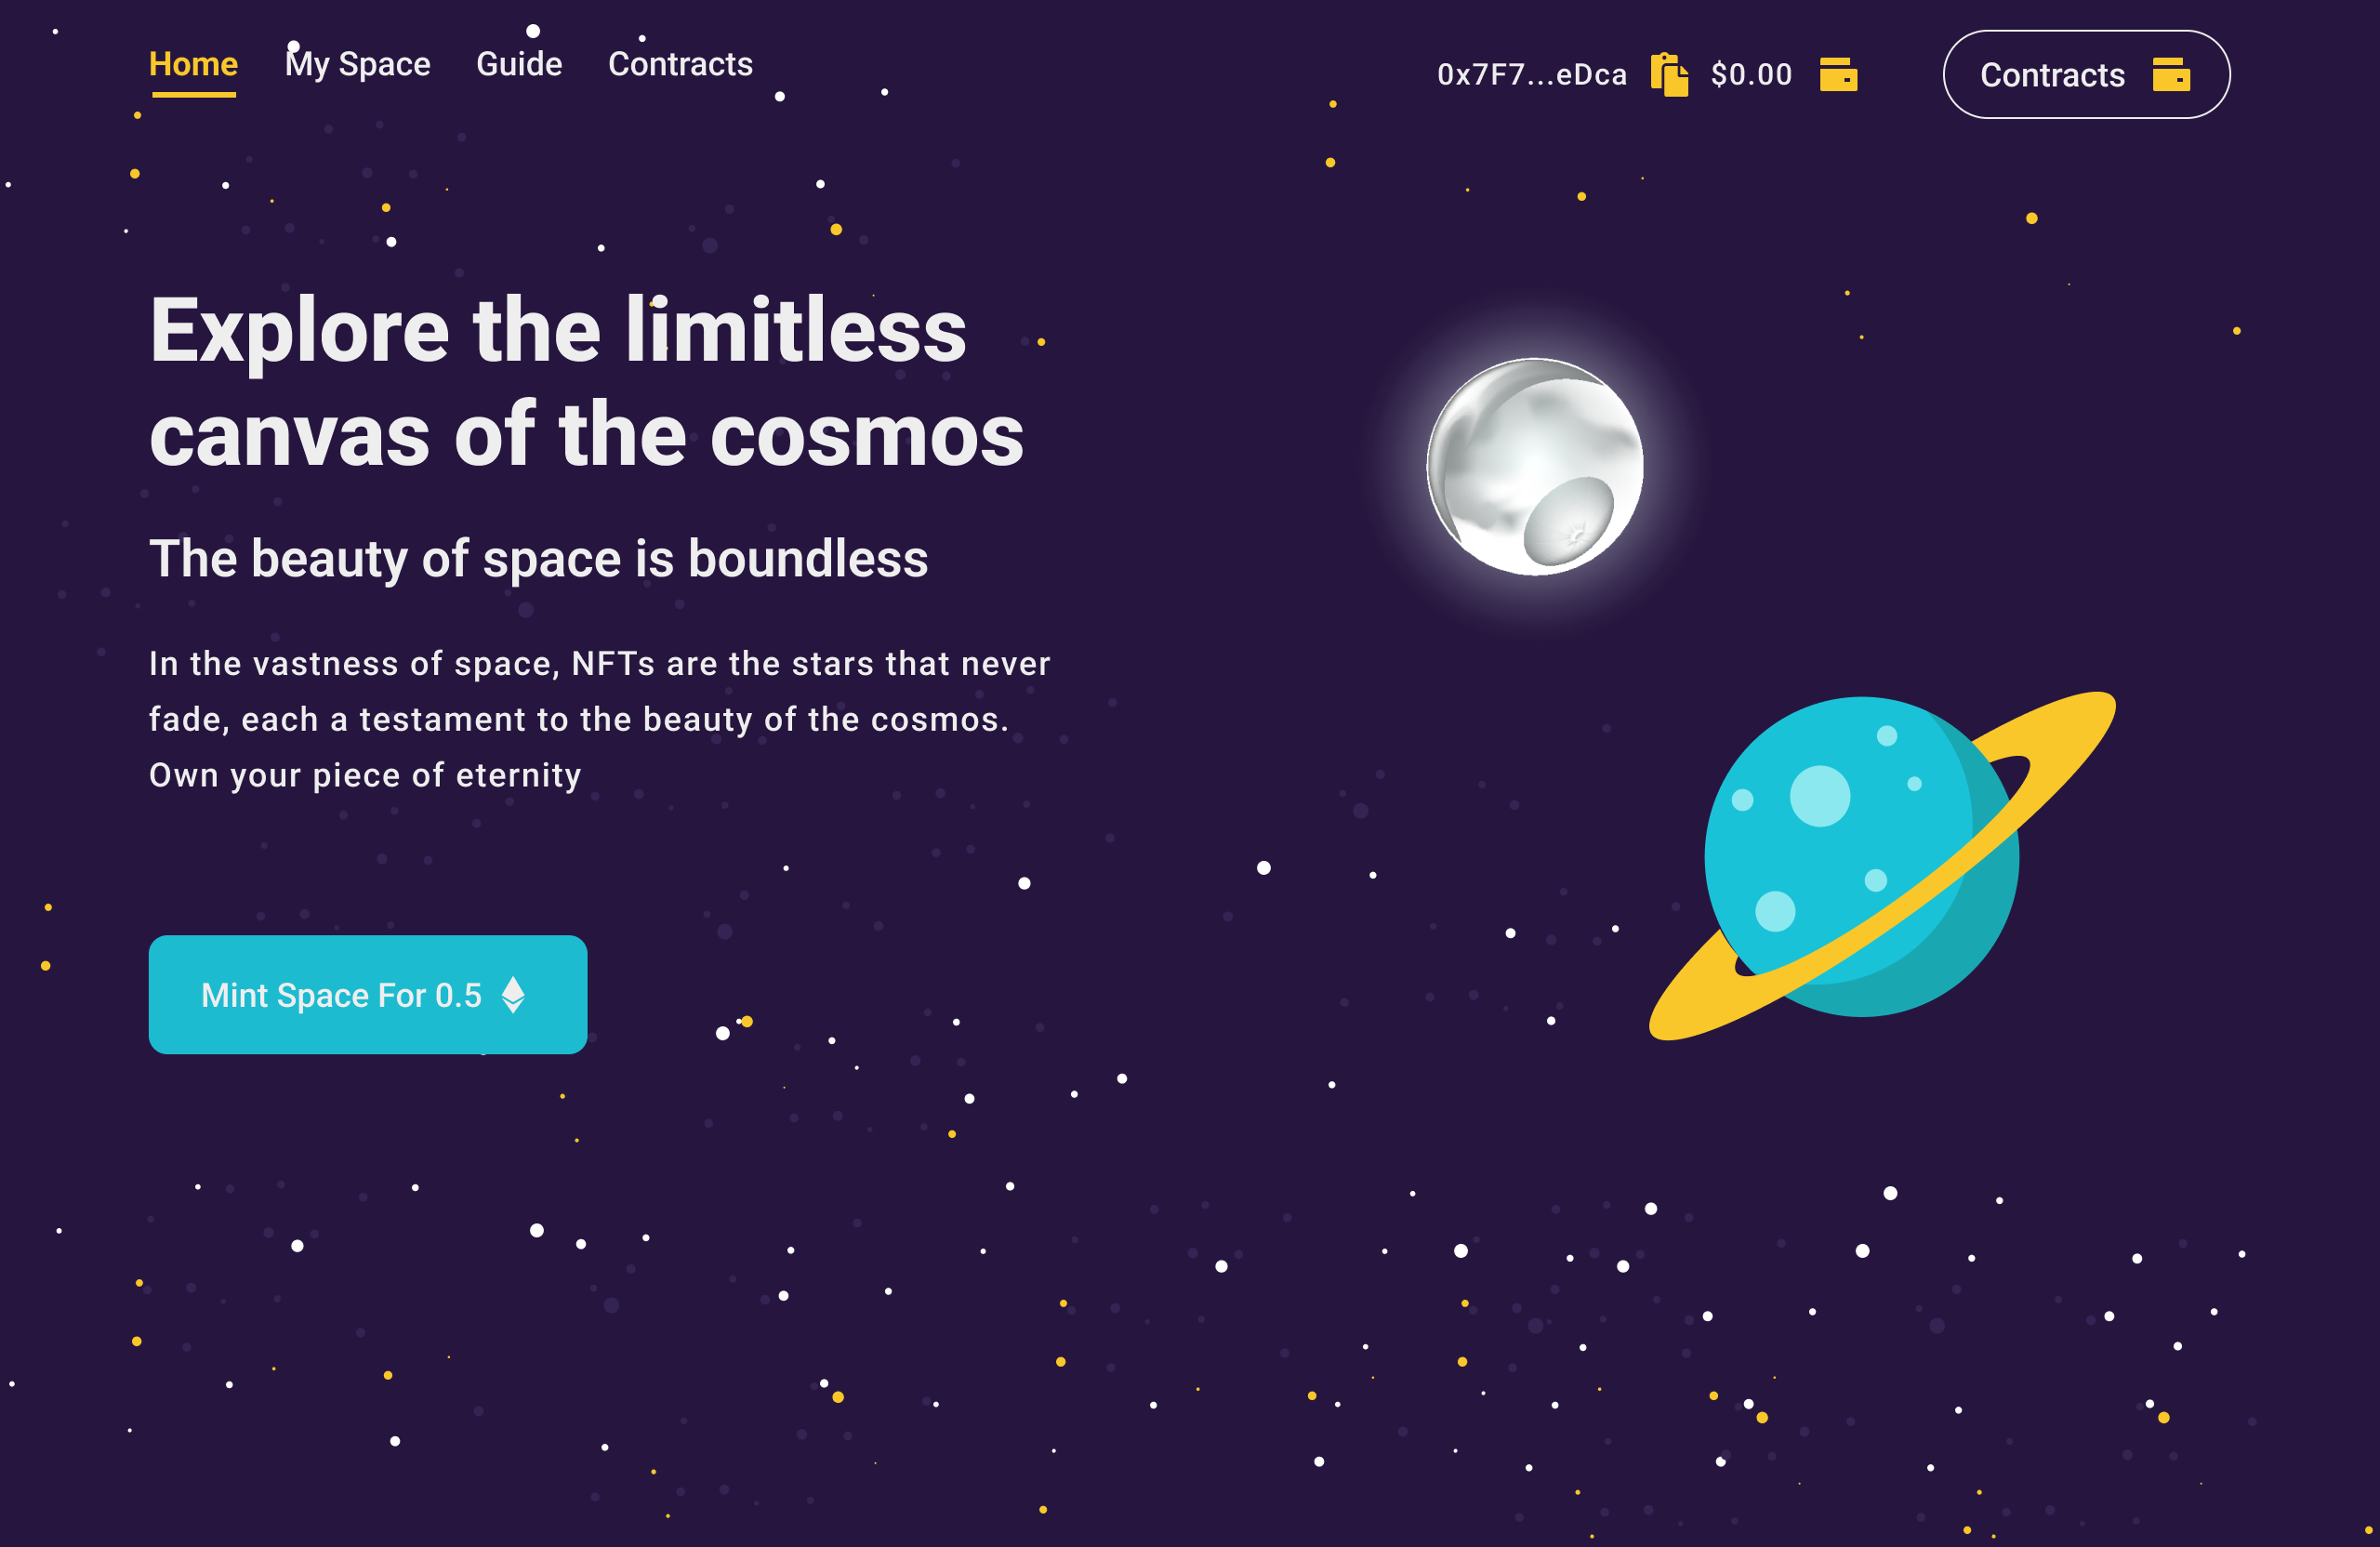 Home My Space Guide Contracts 0x7F7...eDca $0.00 Contracts
Explore the limitless
canvas of the cosmos
The beauty of space is boundless
In the vastness of space, NFTs are the stars that never
fade, each a testament to the beauty of the cosmos.
Own your piece of eternity
Mint Space For 0.5